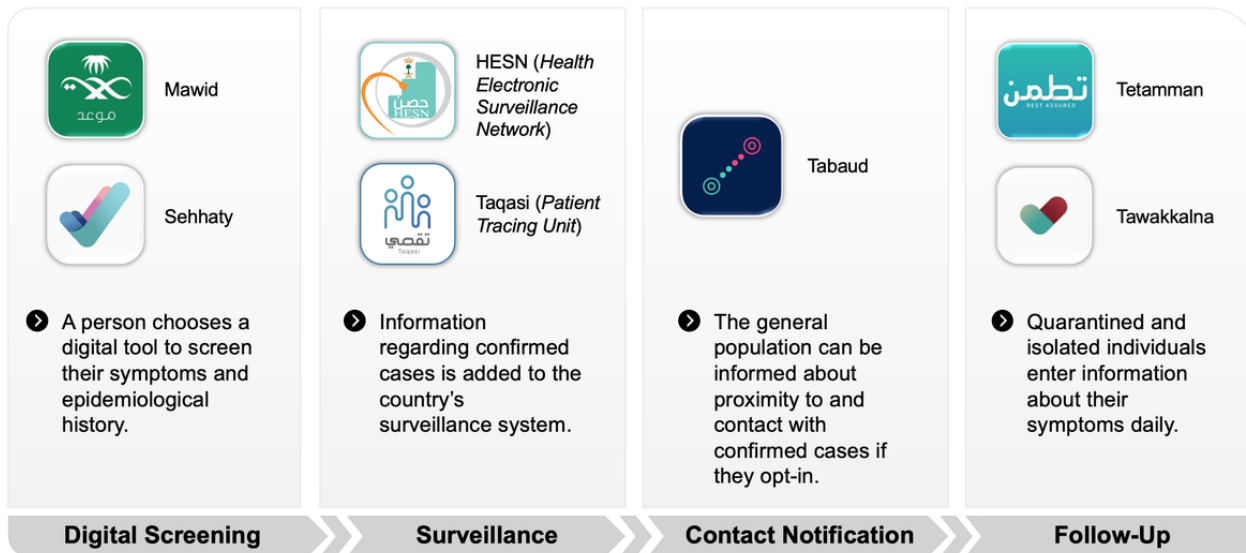 موعد
Mawid
Sehhaty
A person chooses a
digital tool to screen
their symptoms and
epidemiological
history.
Digital Screening
حصن
HESN
HESN (Health
Electronic
Surveillance
Network)
تقصي
Taqasi
Taqasi (Patient
Tracing Unit)
Information
regarding confirmed
cases is added to the
country’s
surveillance system.
Surveillance
Tabaud
The general
population can be
informed about
proximity to and
contact with
confirmed cases if
they opt-in.
Contact Notification
تطمن
REST ASSURED
Tetamman
Tawakkalna
Quarantined and
isolated individuals
enter information
about their
symptoms daily.
Follow-Up